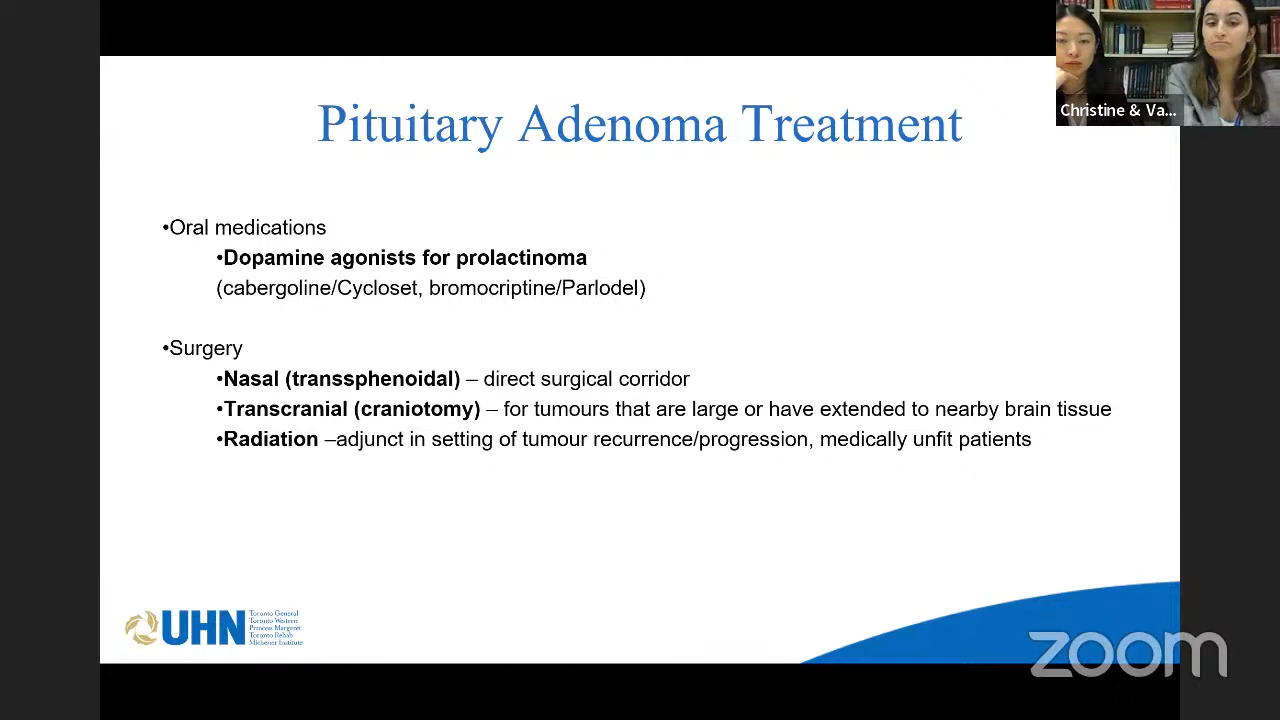 Christine & Va...
Pituitary Adenoma Treatment
•Oral medications
•Dopamine agonists for prolactinoma
(cabergoline/Cycloset, bromocriptine/Parlodel)
•Surgery
•Nasal (transsphenoidal) – direct surgical corridor
•Transcranial (craniotomy) – for tumours that are large or have extended to nearby brain tissue
•Radiation –adjunct in setting of tumour recurrence/progression, medically unfit patients
UHN
Toronto General
Toronto Western
Princess Margaret
Toronto Rehab
Michener Institute
zoom